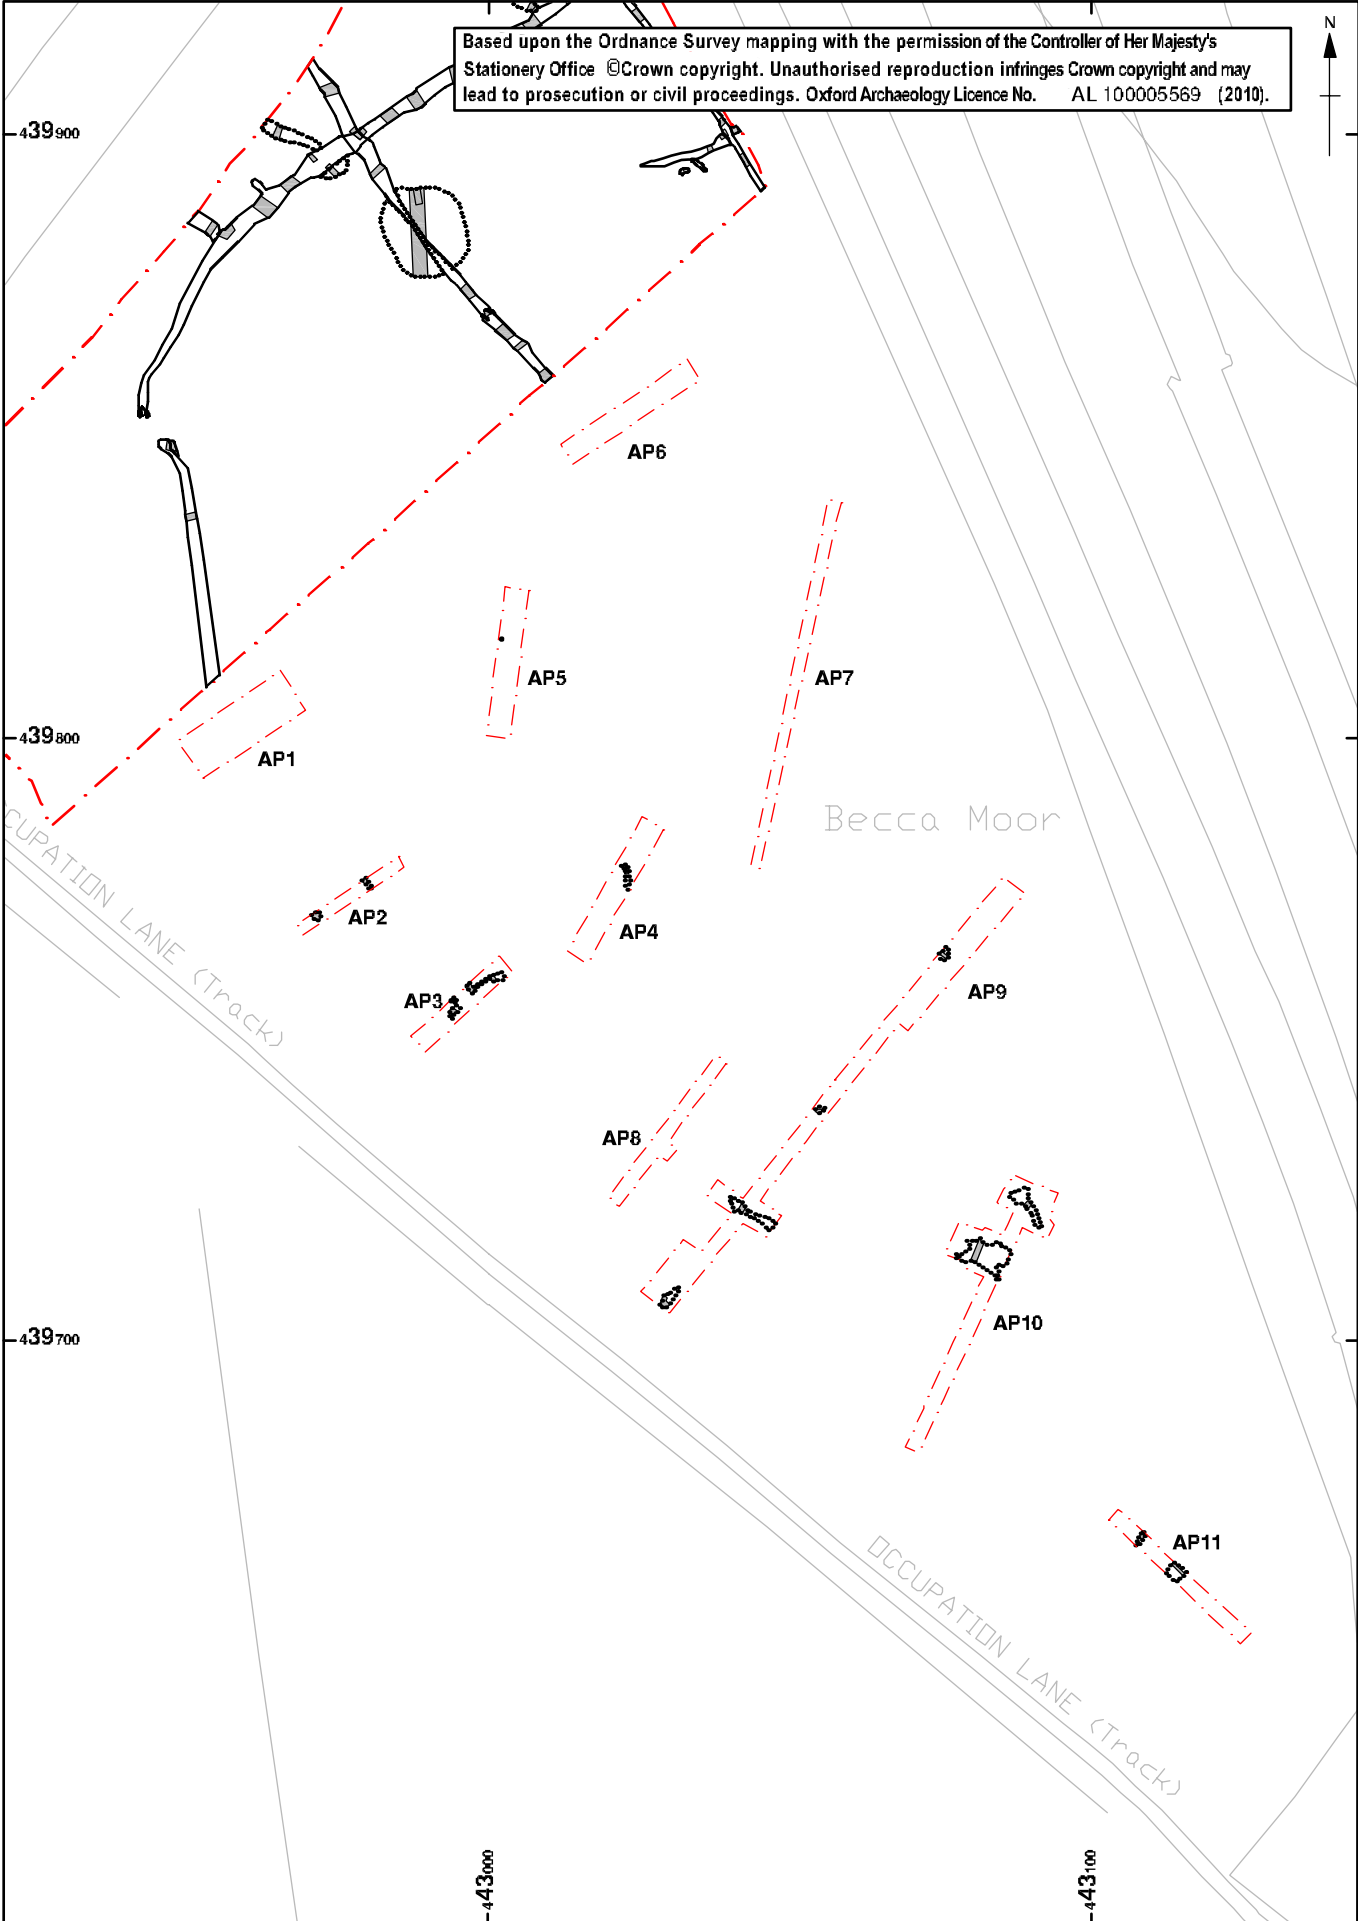 N
Based upon the Ordnance Survey mapping with the permission of the Controller of Her Majesty's
Stationery Office ©Crown copyright. Unauthorised reproduction infringes Crown copyright and may
lead to prosecution or civil proceedings. Oxford Archaeology Licence No. AL 100005569 (2010).
439900
AP6
AP5
AP7
439800
AP1
Becca Moor
CUPATION LANE (Track)
AP2
AP4
AP3
AP9
AP8
AP10
439700
AP11
OCCUPATION LANE (Track)
443000
443100